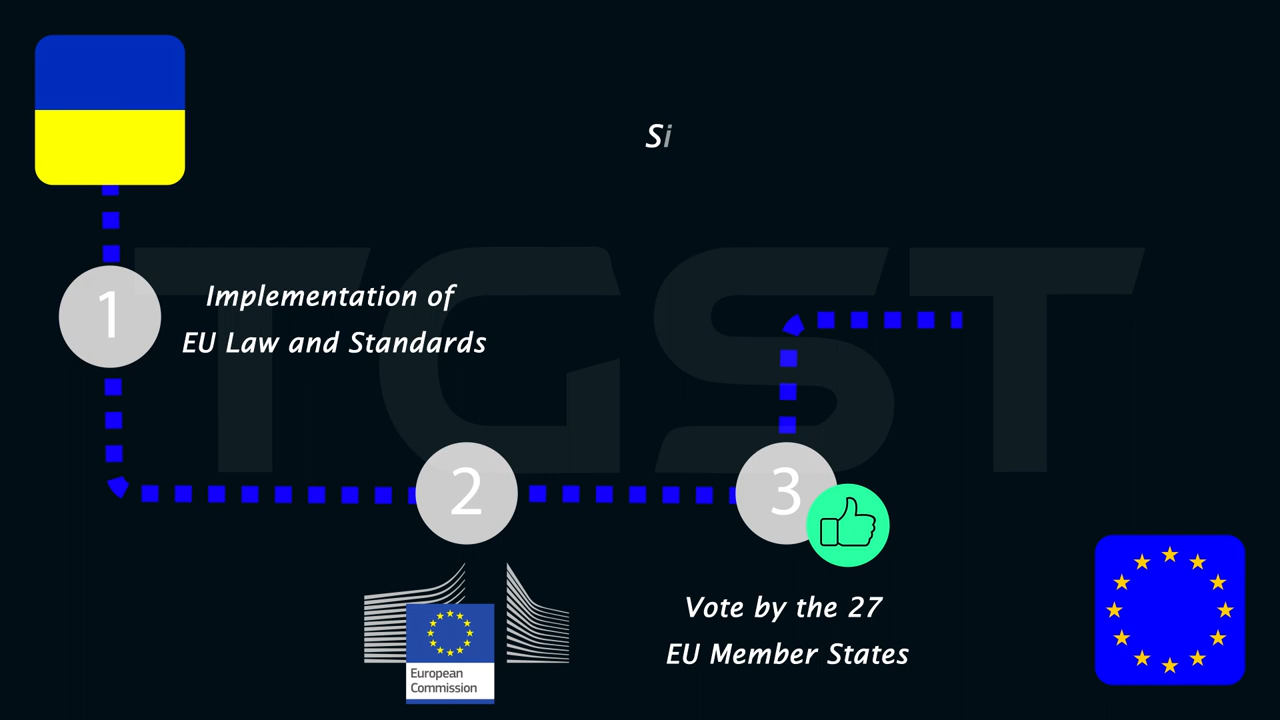 Si
TGST
1
Implementation of
EU Law and Standards
2
3
European
Commission
Vote by the 27
EU Member States